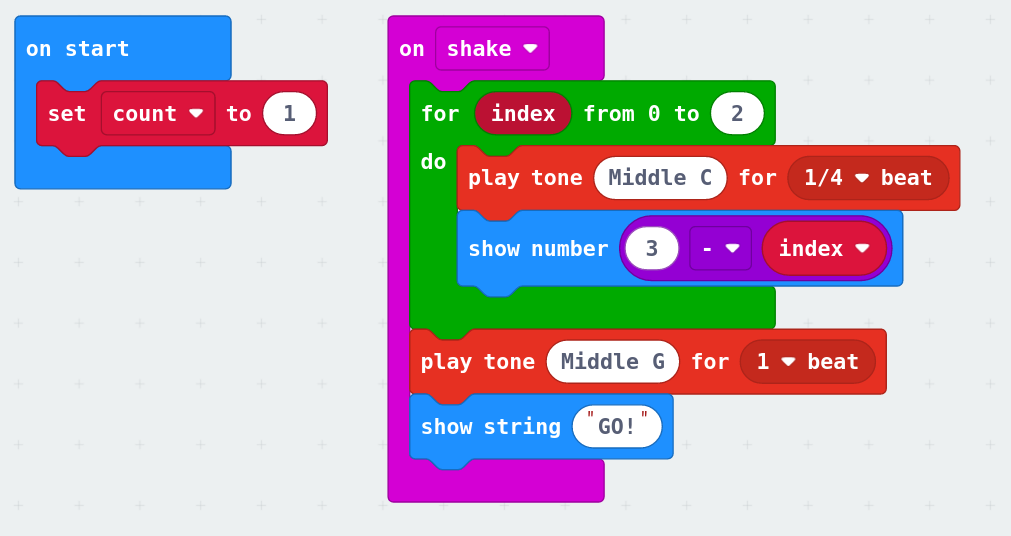 on start
set count to 1
on shake
for index from 0 to 2
do
play tone Middle C for 1/4 beat
show number 3 - index
play tone Middle G for 1 beat
show string "GO!"